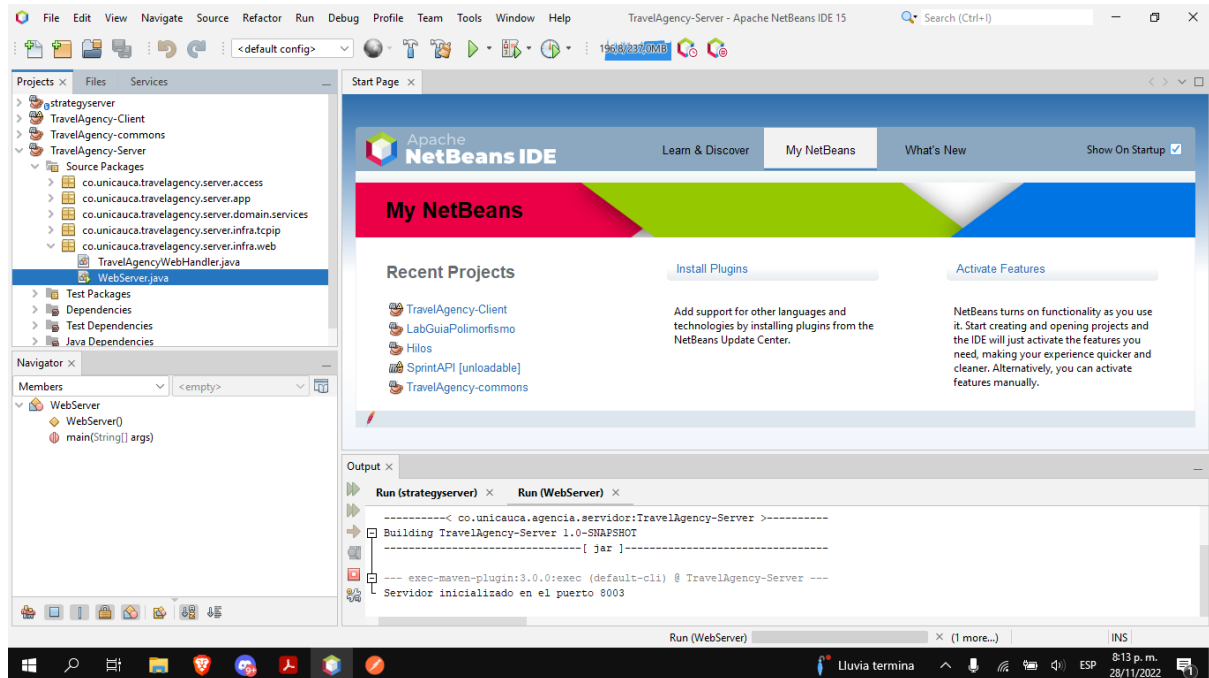 File Edit View Navigate Source Refactor Run Debug Profile Team Tools Window Help TravelAgency-Server - Apache NetBeans IDE 15 Search (Ctrl+I)
<default config> 196.8/237.0MB
Projects Files Services
strategyserver
TravelAgency-Client
TravelAgency-commons
TravelAgency-Server
Source Packages
co.unicauca.travelagency.server.access
co.unicauca.travelagency.server.app
co.unicauca.travelagency.server.domain.services
co.unicauca.travelagency.server.infra.tcpip
co.unicauca.travelagency.server.infra.web
TravelAgencyWebHandler.java
WebServer.java
Test Packages
Dependencies
Test Dependencies
Java Dependencies
Navigator
Members <empty>
WebServer
WebServer()
main(String[] args)
Start Page
Apache
NetBeans IDE
Learn & Discover My NetBeans What's New Show On Startup
My NetBeans
Recent Projects
TravelAgency-Client
LabGuiaPolimorfismo
Hilos
SprintAPI [unloadable]
TravelAgency-commons
Install Plugins
Add support for other languages and
technologies by installing plugins from the
NetBeans Update Center.
Activate Features
NetBeans turns on functionality as you use
it. Start creating and opening projects and
the IDE will just activate the features you
need, making your experience quicker and
cleaner. Alternatively, you can activate
features manually.
Output
Run (strategyserver) Run (WebServer)
----------< co.unicauca.agencia.servidor:TravelAgency-Server >----------
Building TravelAgency-Server 1.0-SNAPSHOT
--------------------------------[ jar ]---------------------------------
--- exec-maven-plugin:3.0.0:exec (default-cli) @ TravelAgency-Server ---
Servidor inicializado en el puerto 8003
Run (WebServer) (1 more...) INS
Lluvia termina ESP 8:13 p. m.
28/11/2022 1